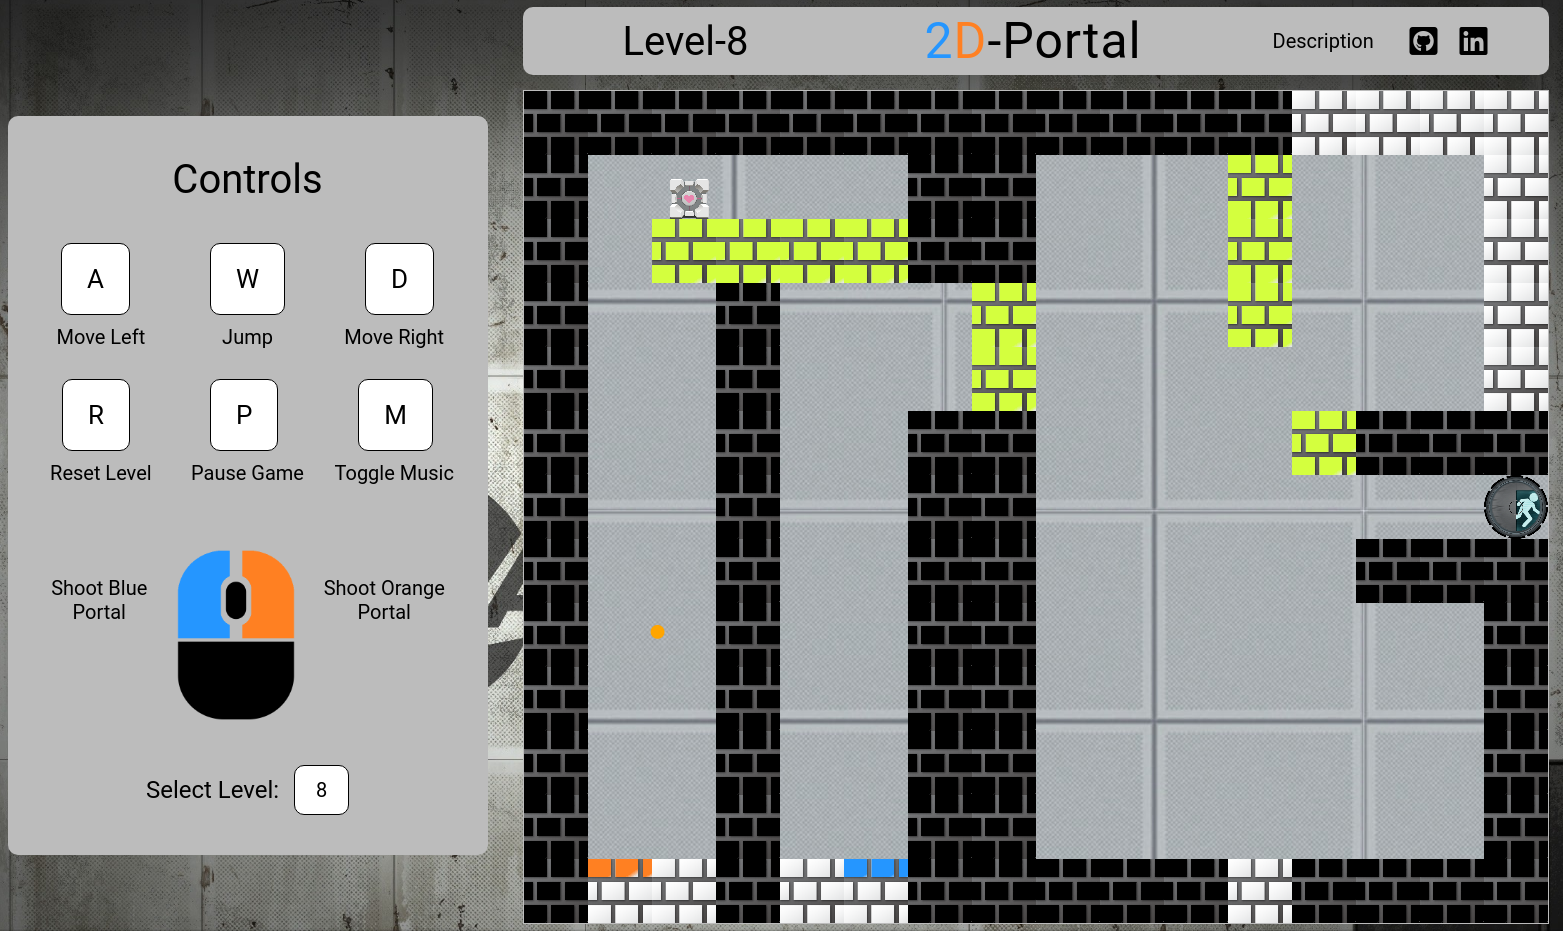 Level-8
2D-Portal
Description
Controls
A
W
D
Move Left
Jump
Move Right
R
P
M
Reset Level
Pause Game
Toggle Music
Shoot Blue
Portal
Shoot Orange
Portal
Select Level:
8